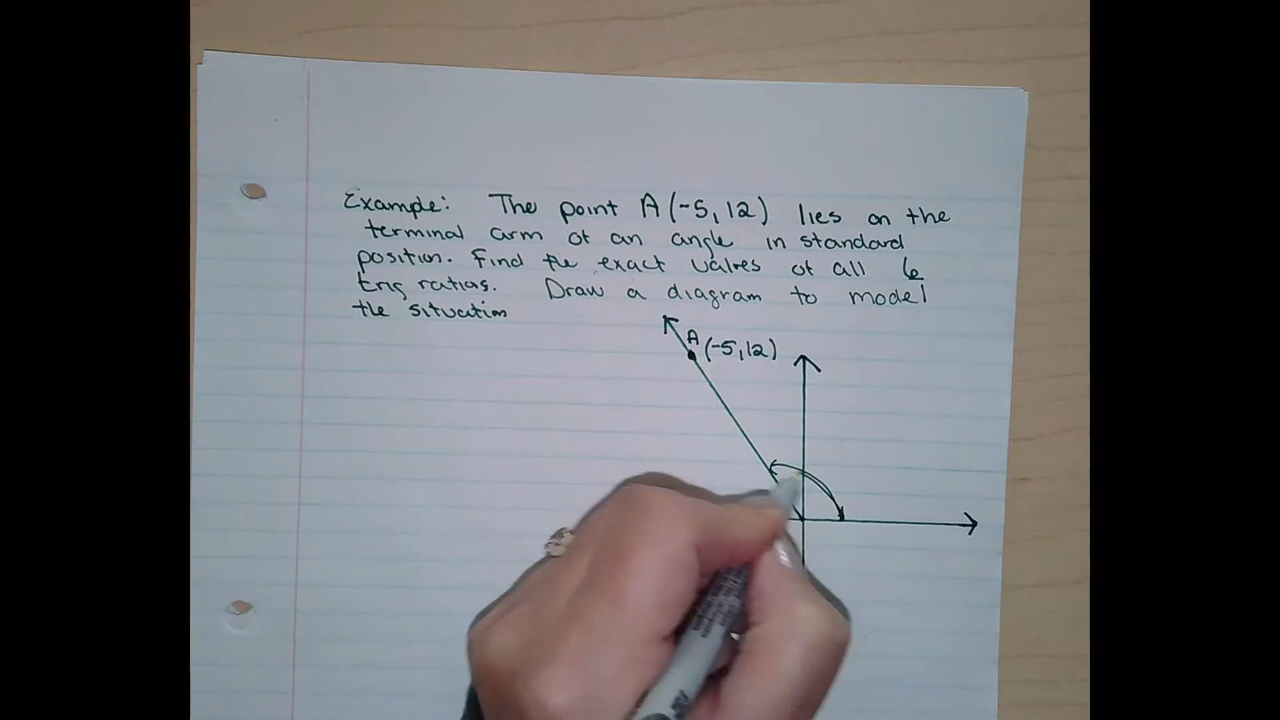 Example: The point A(-5,12) lies on the
terminal arm of an angle in standard
position. Find the exact values of all 6
trig ratios. Draw a diagram to model
the situation
A(-5,12)